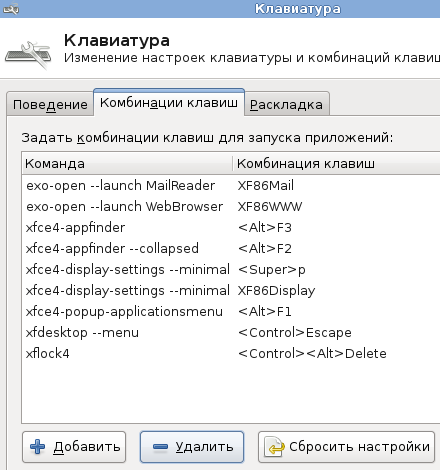 Клавиатура
Клавиатура
Изменение настроек клавиатуры и комбинаций клавиш
Поведение Комбинации клавиш Раскладка
Задать комбинации клавиш для запуска приложений:
Команда Комбинация клавиш
exo-open --launch MailReader XF86Mail
exo-open --launch WebBrowser XF86WWW
xfce4-appfinder <Alt>F3
xfce4-appfinder --collapsed <Alt>F2
xfce4-display-settings --minimal <Super>p
xfce4-display-settings --minimal XF86Display
xfce4-popup-applicationsmenu <Alt>F1
xfdesktop --menu <Control>Escape
xflock4 <Control><Alt>Delete
Добавить Удалить Сбросить настройки